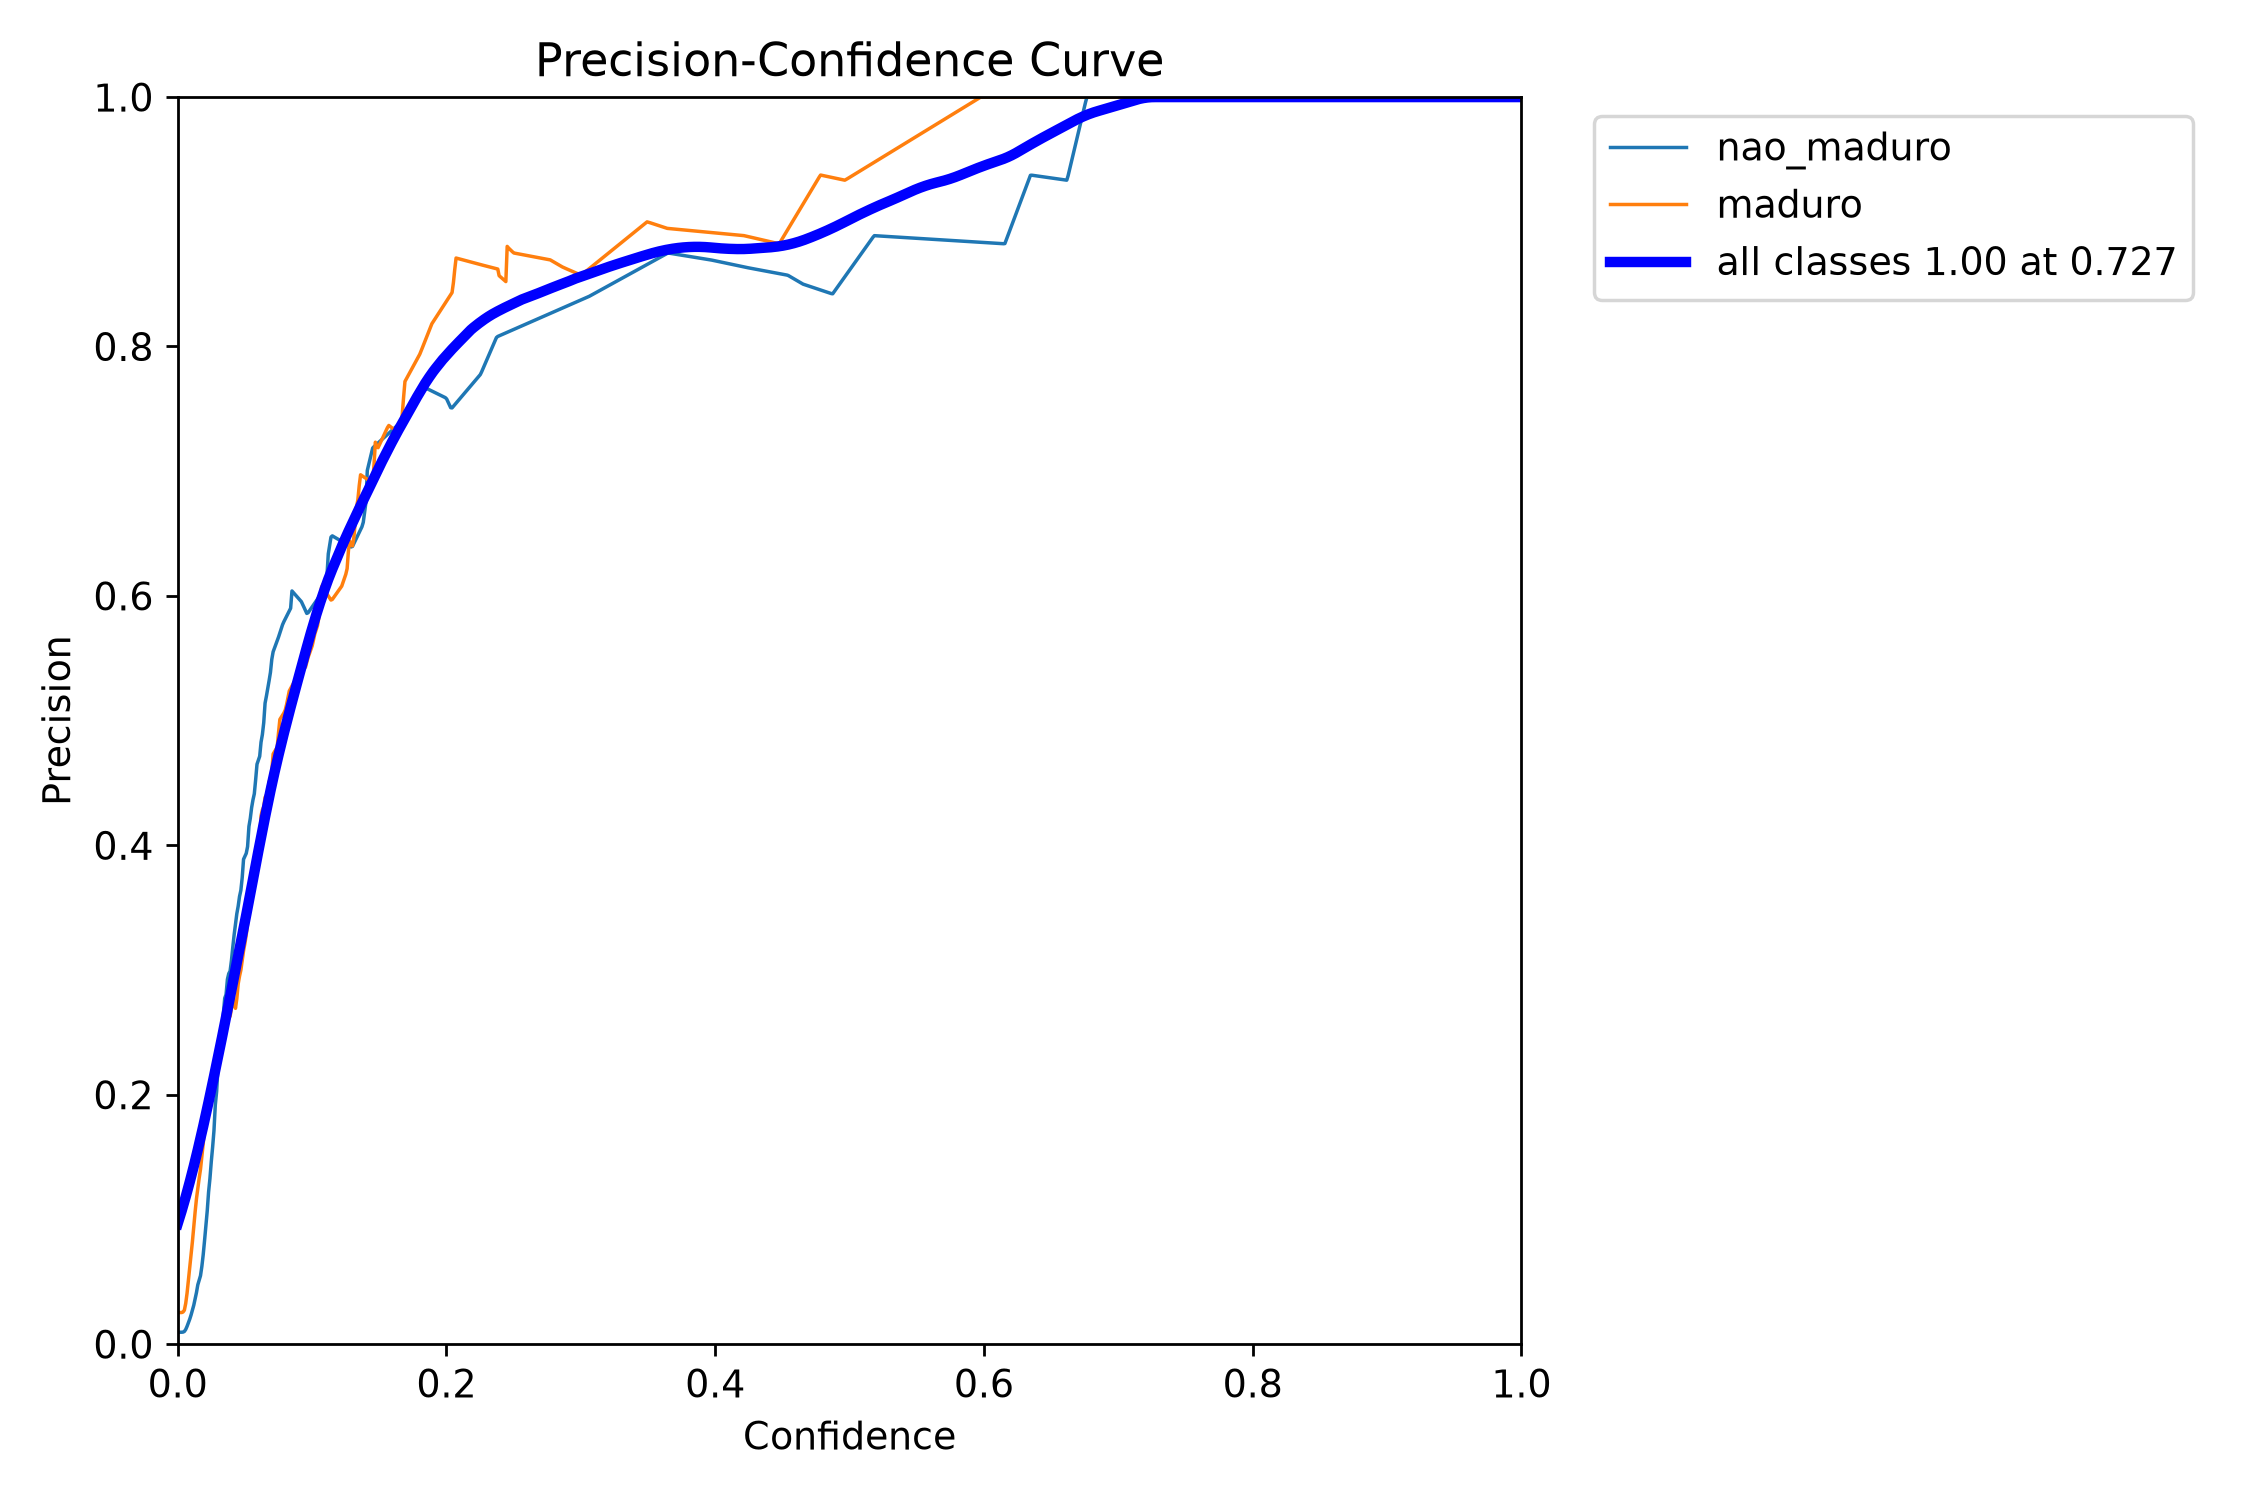 Precision-Confidence Curve
nao_maduro
maduro
all classes 1.00 at 0.727
Precision
1.0
0.8
0.6
0.4
0.2
0.0
0.0 0.2 0.4 0.6 0.8 1.0
Confidence